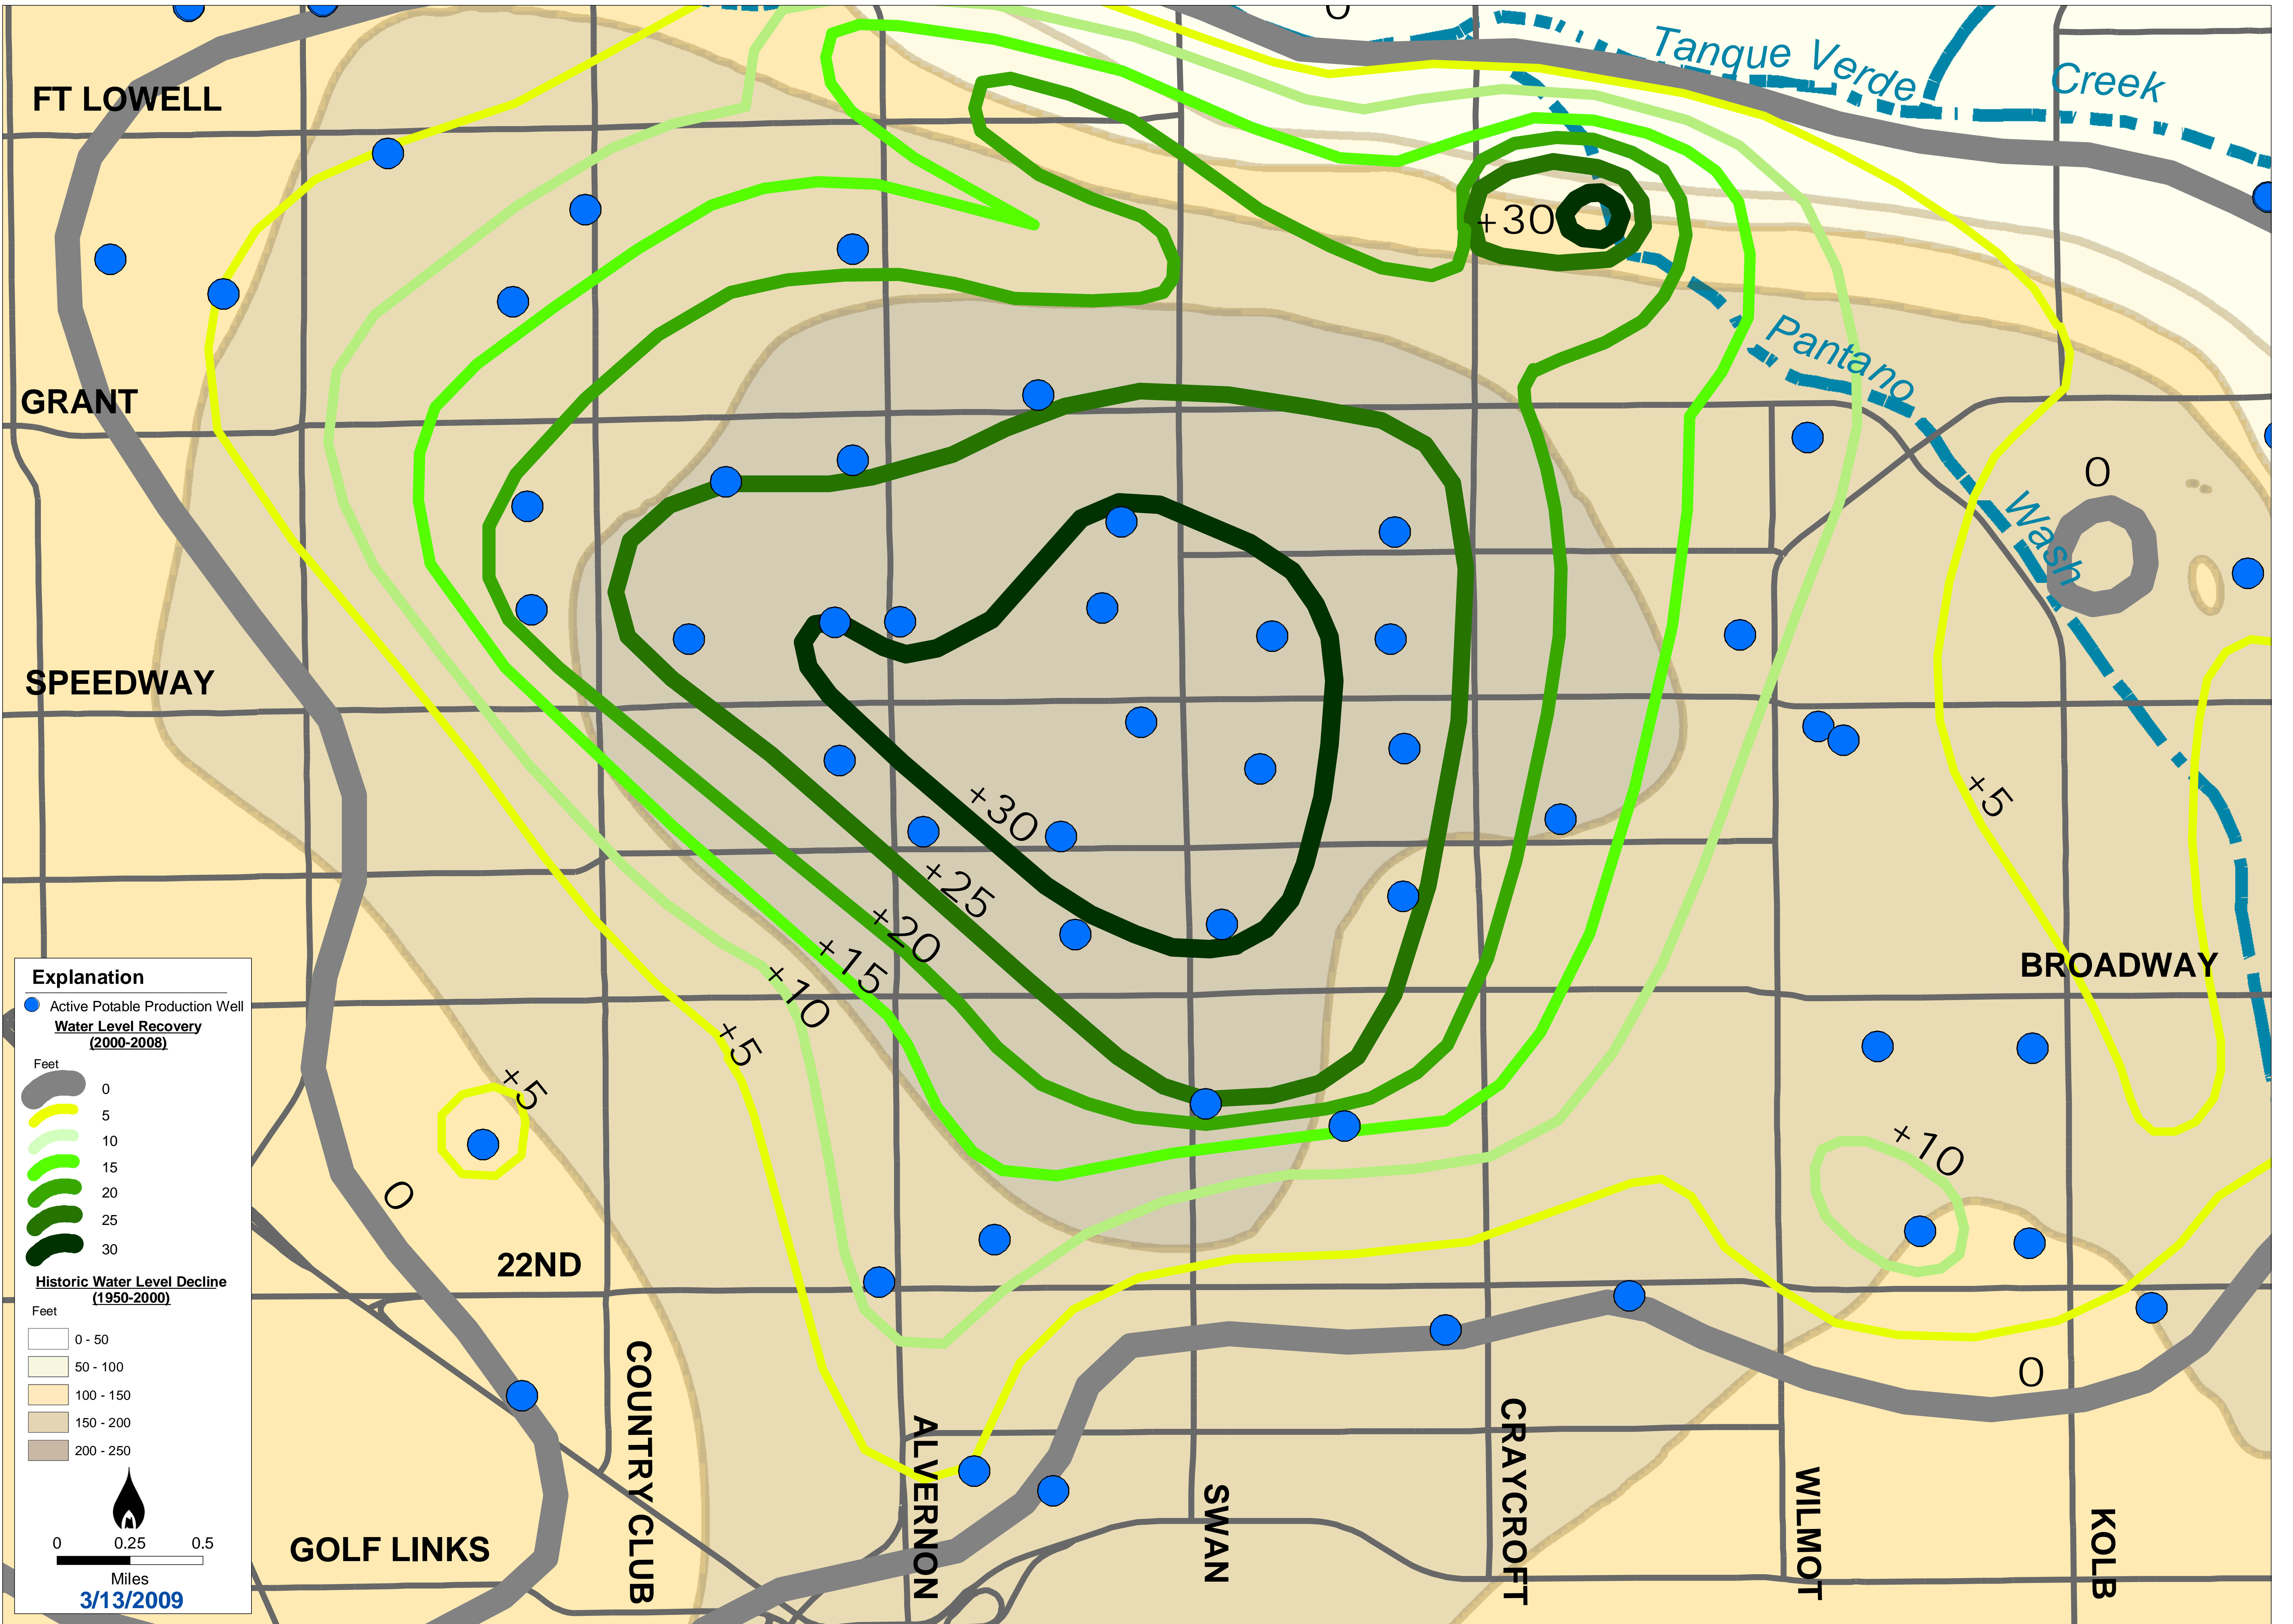 0
Tanque Verde
Creek
FT LOWELL
+30
Pantano
GRANT
0
Wash
SPEEDWAY
+5
+30
+25
+20
+15
+10
+5
BROADWAY
+5
+10
0
22ND
0
COUNTRY CLUB
ALVERNON
SWAN
CRAYCROFT
WILMOT
KOLB
GOLF LINKS
Explanation
Active Potable Production Well
Water Level Recovery
(2000-2008)
Feet
0
5
10
15
20
25
30
Historic Water Level Decline
(1950-2000)
Feet
0 - 50
50 - 100
100 - 150
150 - 200
200 - 250
0 0.25 0.5
Miles
3/13/2009